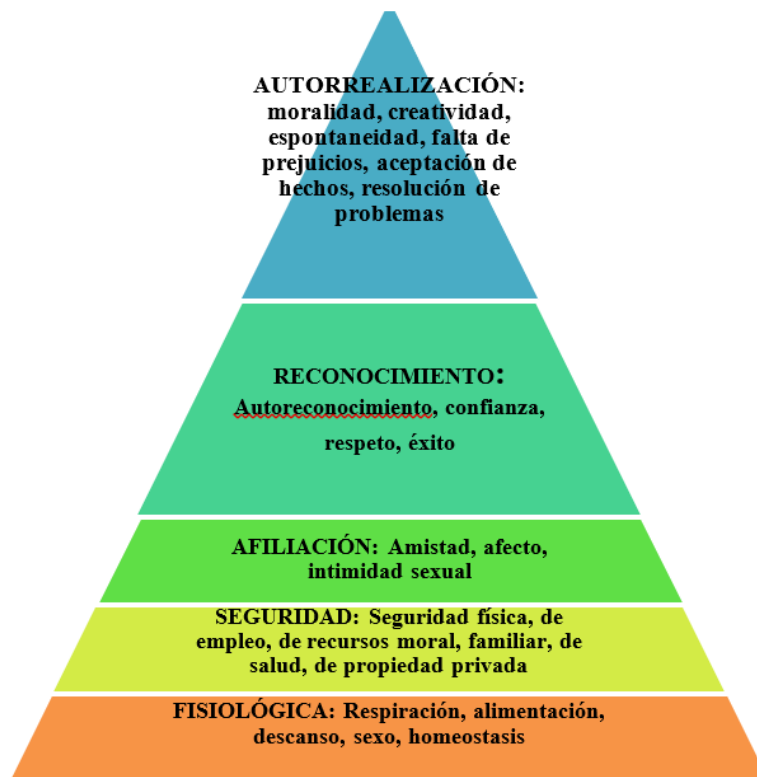 AUTORREALIZACIÓN:
moralidad, creatividad,
espontaneidad, falta de
prejuicios, aceptación de
hechos, resolución de
problemas
RECONOCIMIENTO:
Autoreconocimiento, confianza,
respeto, éxito
AFILIACIÓN: Amistad, afecto,
intimidad sexual
SEGURIDAD: Seguridad física, de
empleo, de recursos moral, familiar, de
salud, de propiedad privada
FISIOLÓGICA: Respiración, alimentación,
descanso, sexo, homeostasis